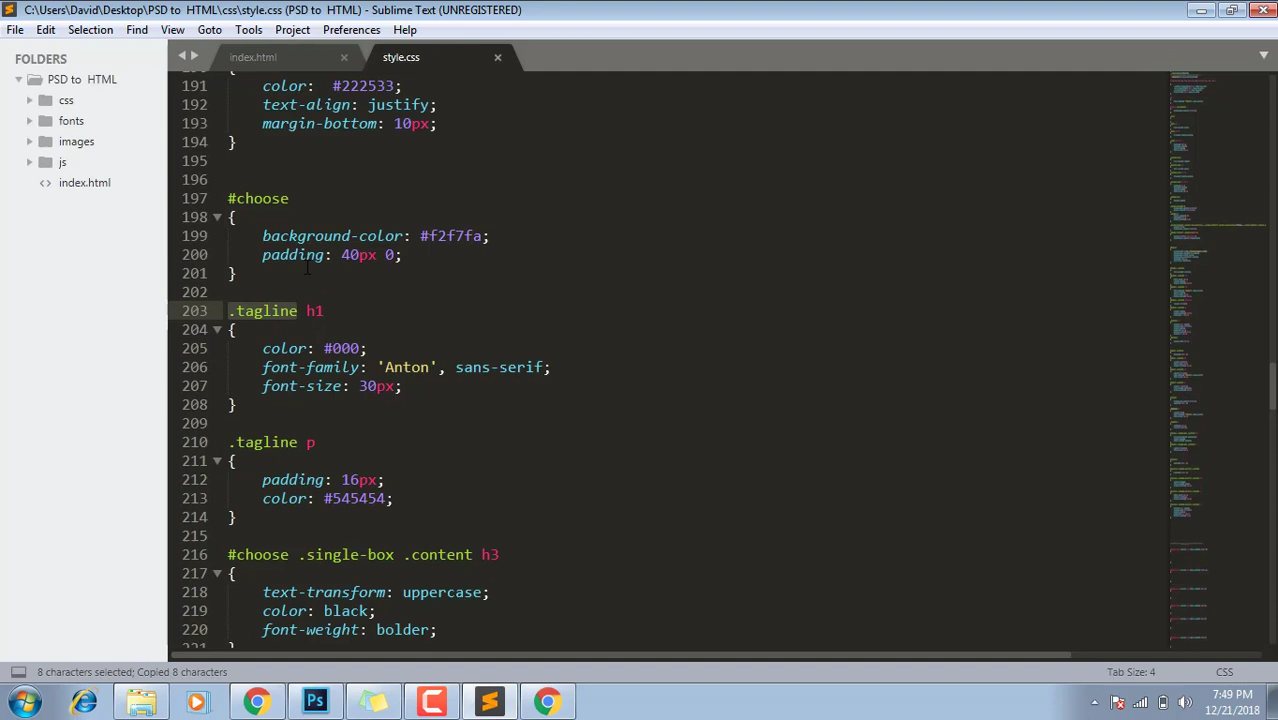 C:\Users\David\Desktop\PSD to HTML\css\style.css (PSD to HTML) - Sublime Text (UNREGISTERED)
File Edit Selection Find View Goto Tools Project Preferences Help
FOLDERS
PSD to HTML
css
fonts
images
js
index.html
index.html
style.css
191 color:  #222533;
192 text-align: justify;
193 margin-bottom: 10px;
194 }
195
196
197 #choose
198 {
199 background-color: #f2f7fa;
200 padding: 40px 0;
201 }
202
203 .tagline h1
204 {
205 color: #000;
206 font-family: 'Anton', sans-serif;
207 font-size: 30px;
208 }
209
210 .tagline p
211 {
212 padding: 16px;
213 color: #545454;
214 }
215
216 #choose .single-box .content h3
217 {
218 text-transform: uppercase;
219 color: black;
220 font-weight: bolder;
221 }
8 characters selected; Copied 8 characters
Tab Size: 4
CSS
Ps
7:49 PM
12/21/2018